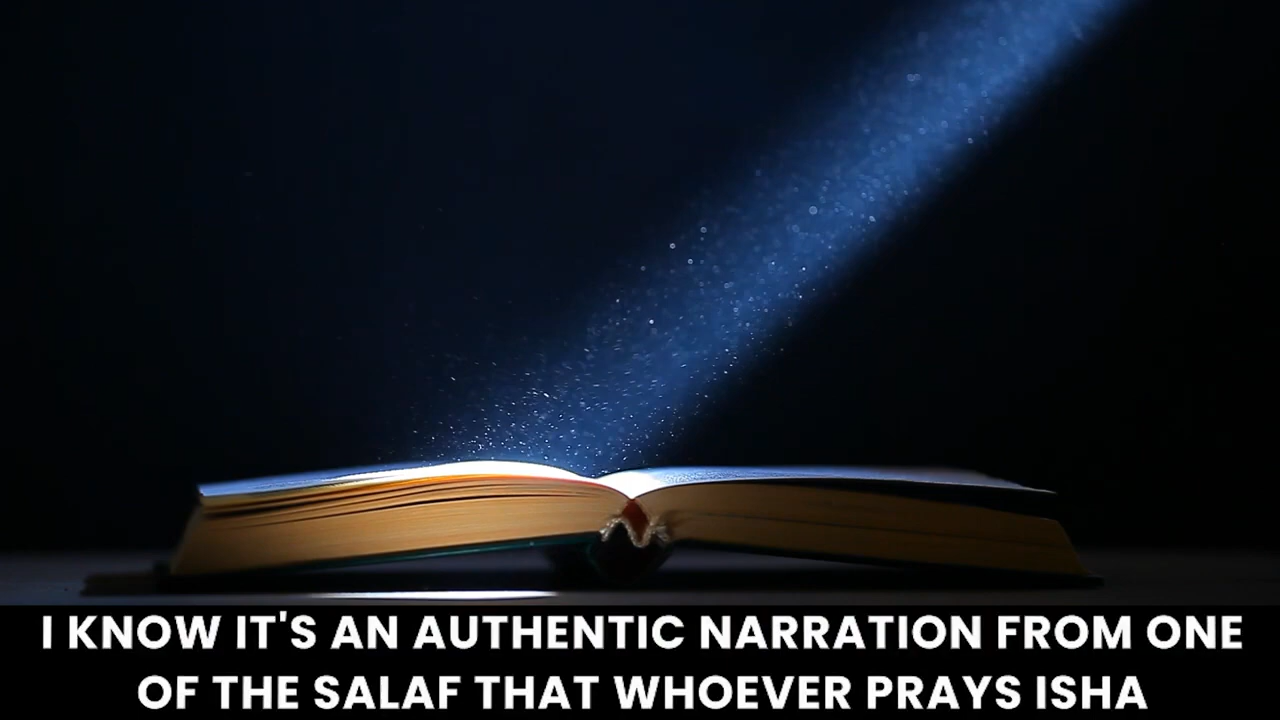 I KNOW IT'S AN AUTHENTIC NARRATION FROM ONE
OF THE SALAF THAT WHOEVER PRAYS ISHA